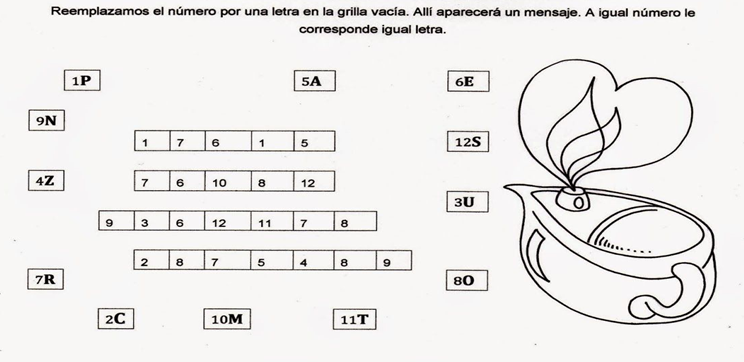 Reemplazamos el número por una letra en la grilla vacía. Allí aparecerá un mensaje. A igual número le
corresponde igual letra.
1P 5A 6E
9N
1 7 6 1 5
12S
4Z
7 6 10 8 12
3U
9 3 6 12 11 7 8
2 8 7 5 4 8 9
7R
8O
2C 10M 11T